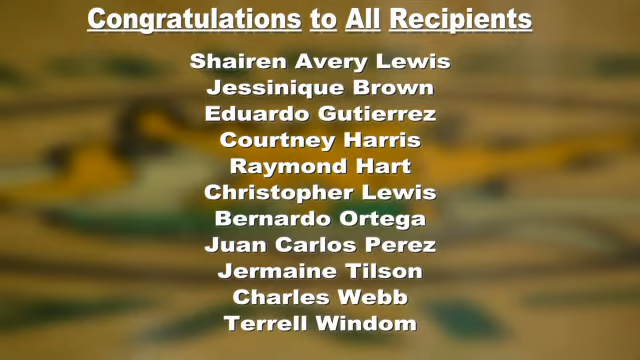 Congratulations to All Recipients
Shairen Avery Lewis
Jessinique Brown
Eduardo Gutierrez
Courtney Harris
Raymond Hart
Christopher Lewis
Bernardo Ortega
Juan Carlos Perez
Jermaine Tilson
Charles Webb
Terrell Windom